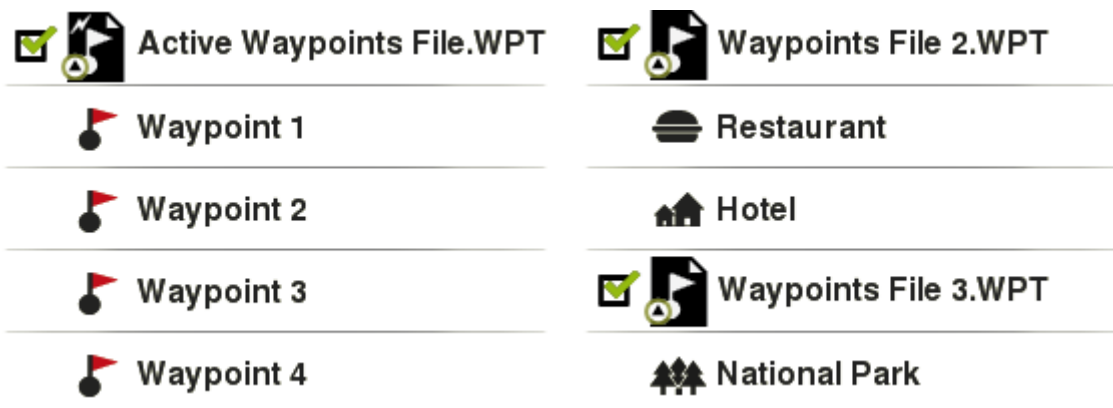 Active Waypoints File.WPT
Waypoint 1
Waypoint 2
Waypoint 3
Waypoint 4
Waypoints File 2.WPT
Restaurant
Hotel
Waypoints File 3.WPT
National Park